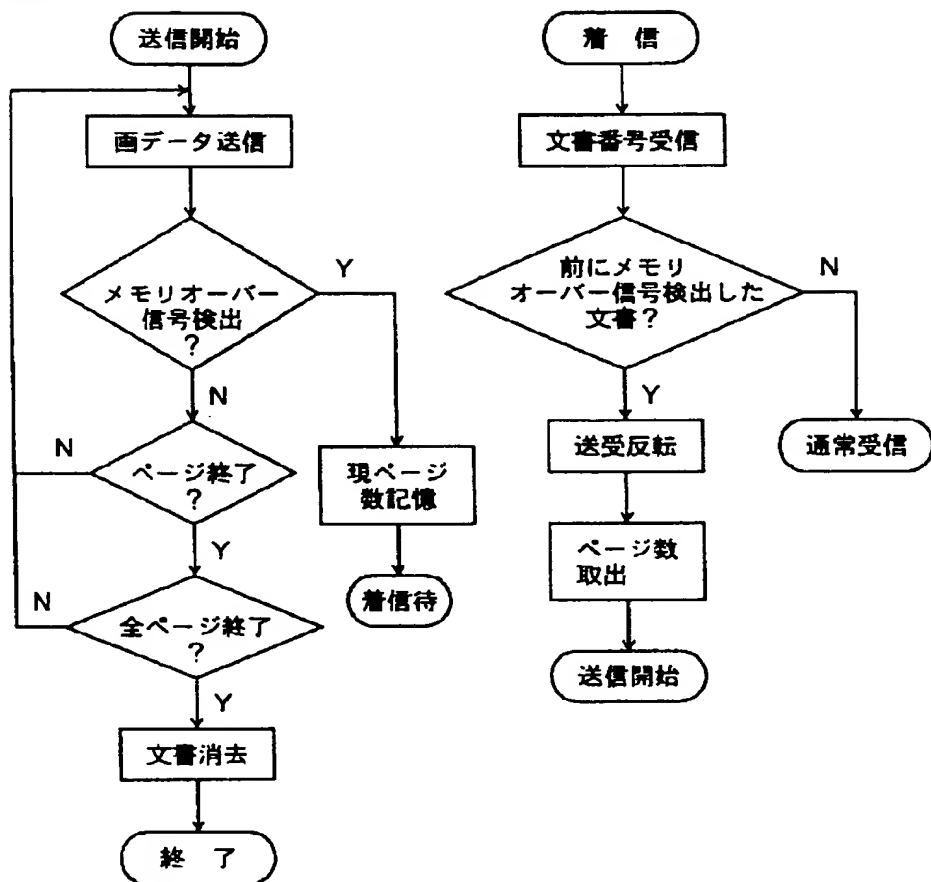 送信開始
画データ送信
メモリオーバー
信号検出
?
Y
N
ページ終了
?
N
Y
現ページ
数記憶
着信待
全ページ終了
?
N
Y
文書消去
終 了
着 信
文書番号受信
前にメモリ
オーバー信号検出した
文書?
N
Y
通常受信
送受反転
ページ数
取出
送信開始